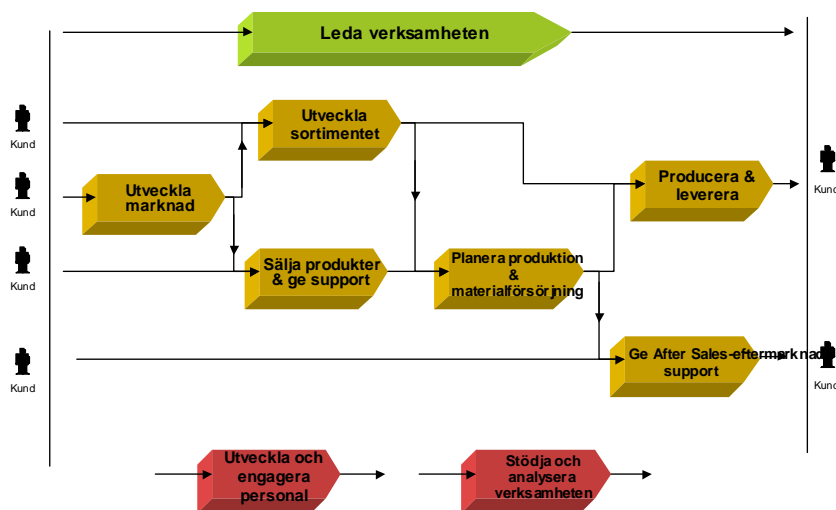 Leda verksamheten
Kund
Utveckla
sortimentet
Kund
Utveckla
marknad
Producera &
leverera
Kund
Kund
Sälja produkter
& ge support
Planera produktion
&
materialförsörjning
Kund
Ge After Sales-eftermarknad
support
Kund
Kund
Utveckla och
engagera
personal
Stödja och
analysera
verksamheten